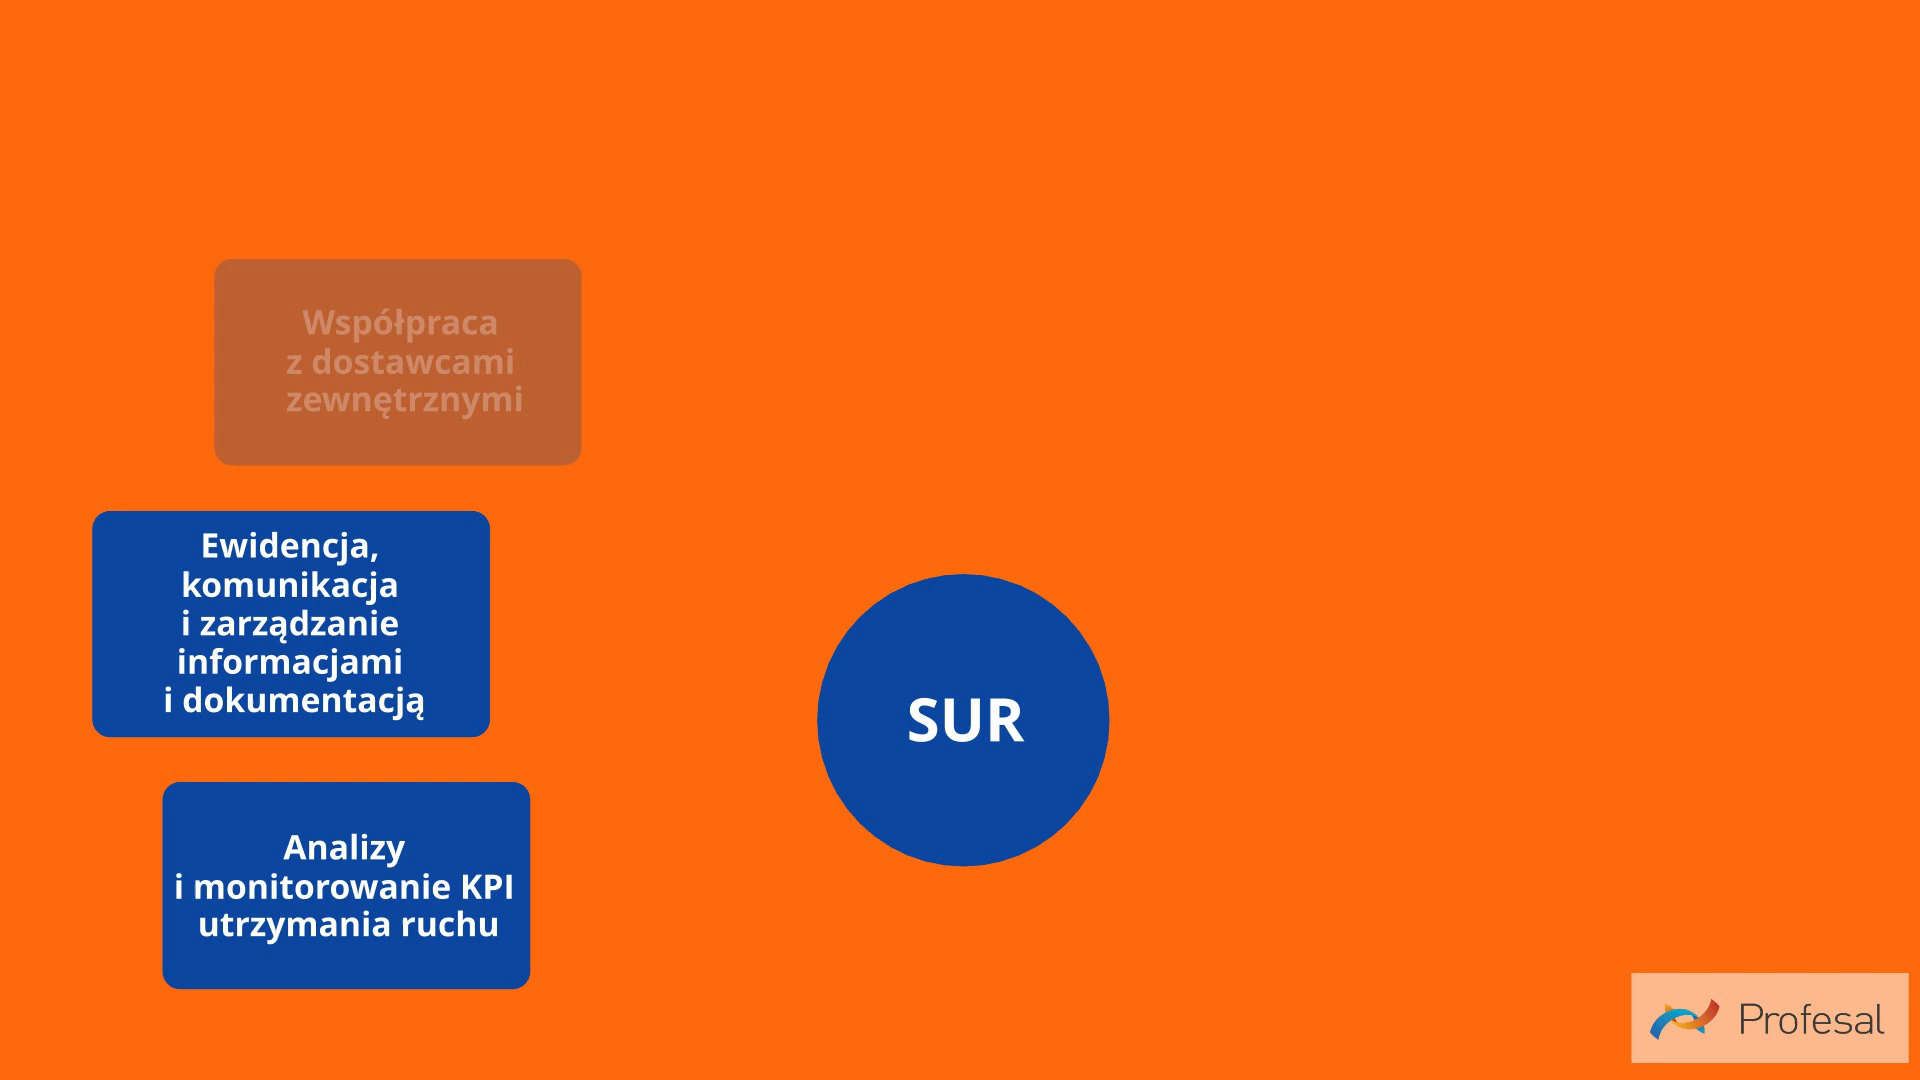 Współpraca
z dostawcami
zewnętrznymi
Ewidencja,
komunikacja
i zarządzanie
informacjami
i dokumentacją
Analizy
i monitorowanie KPI
utrzymania ruchu
SUR
Profesal